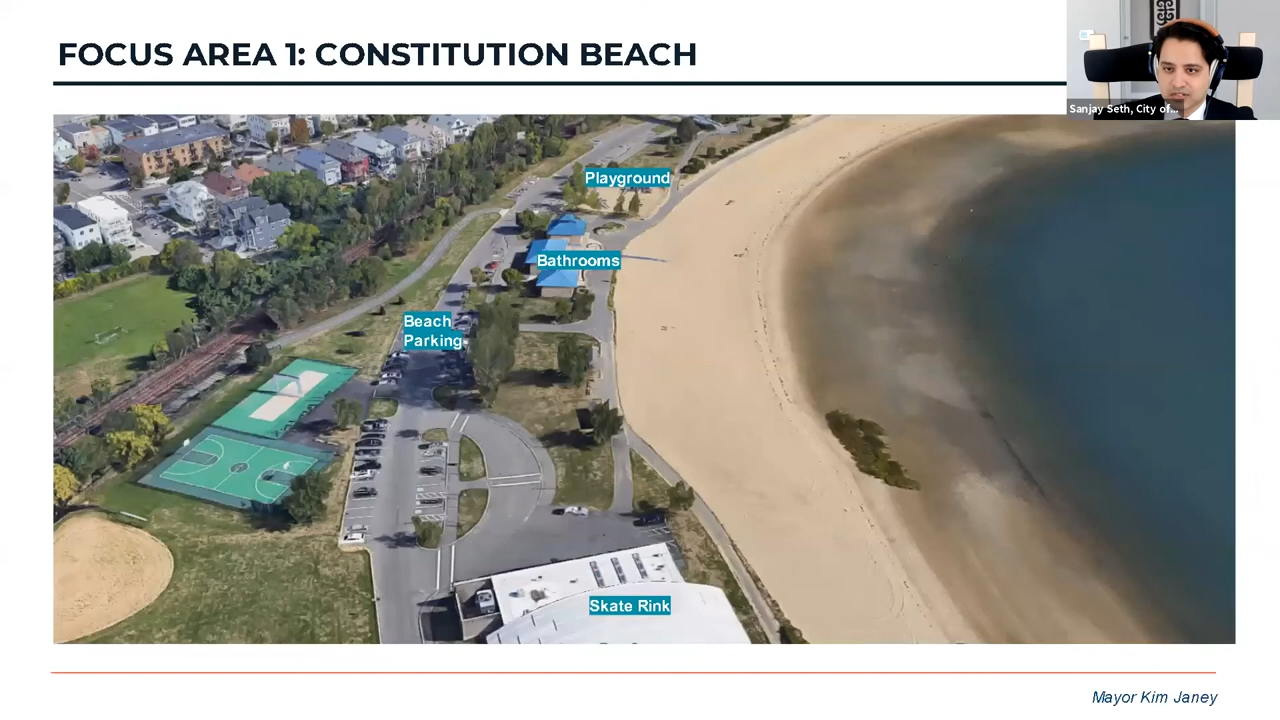 FOCUS AREA 1: CONSTITUTION BEACH
Sanjay Seth, City of...
Playground
Bathrooms
Beach
Parking
Skate Rink
Mayor Kim Janey